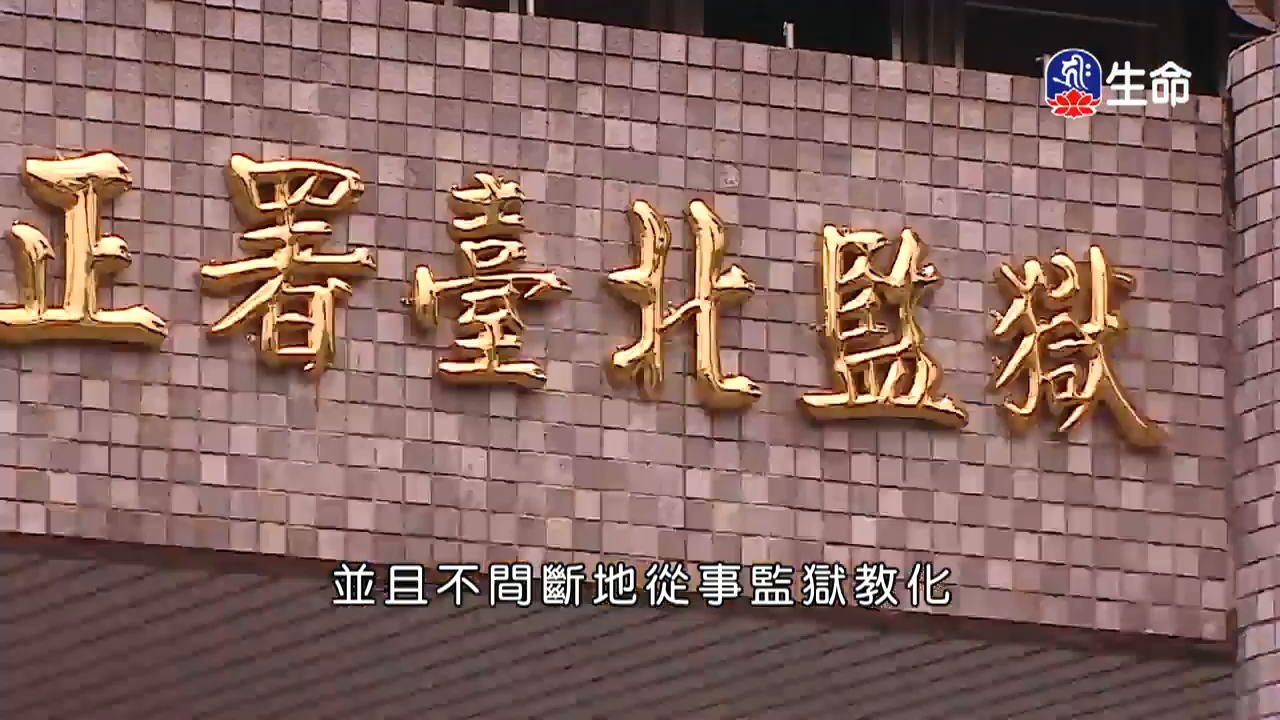 生命
正署臺北監獄
並且不間斷地從事監獄教化